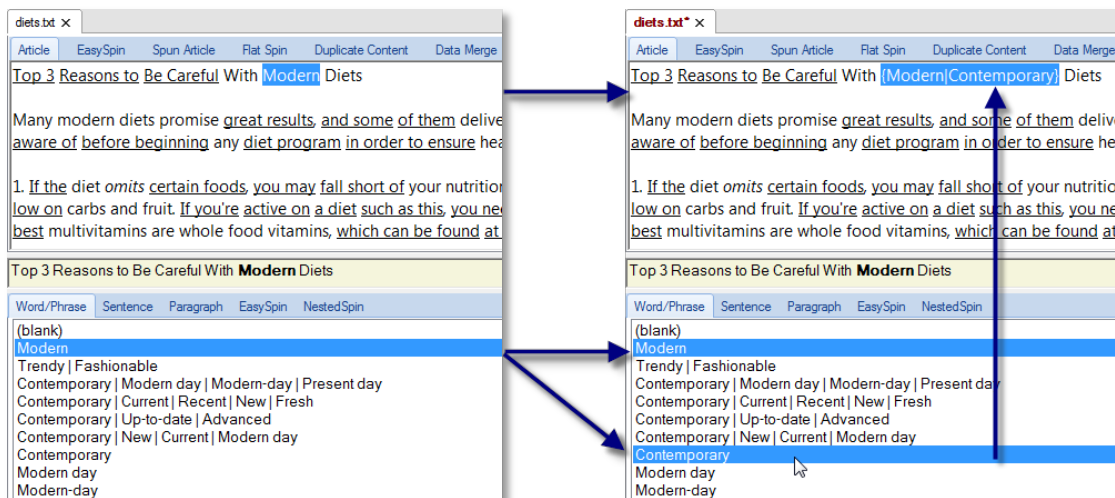 diets.txt X
Article EasySpin Spun Article Flat Spin Duplicate Content Data Merge
Top 3 Reasons to Be Careful With Modern Diets
Many modern diets promise great results, and some of them delive
aware of before beginning any diet program in order to ensure hea
1. If the diet omits certain foods, you may fall short of your nutrition
low on carbs and fruit. If you're active on a diet such as this, you nee
best multivitamins are whole food vitamins, which can be found at
Top 3 Reasons to Be Careful With Modern Diets
Word/Phrase Sentence Paragraph EasySpin NestedSpin
(blank)
Modern
Trendy | Fashionable
Contemporary | Modern day | Modern-day | Present day
Contemporary | Current | Recent | New | Fresh
Contemporary | Up-to-date | Advanced
Contemporary | New | Current | Modern day
Contemporary
Modern day
Modern-day
diets.txt* X
Article EasySpin Spun Article Flat Spin Duplicate Content Data Merge
Top 3 Reasons to Be Careful With {Modern|Contemporary} Diets
Many modern diets promise great results, and some of them delive
aware of before beginning any diet program in order to ensure he
1. If the diet omits certain foods, you may fall short of your nutritio
low on carbs and fruit. If you're active on a diet such as this, you ne
best multivitamins are whole food vitamins, which can be found at
Top 3 Reasons to Be Careful With Modern Diets
Word/Phrase Sentence Paragraph EasySpin NestedSpin
(blank)
Modern
Trendy | Fashionable
Contemporary | Modern day | Modern-day | Present day
Contemporary | Current | Recent | New | Fresh
Contemporary | Up-to-date | Advanced
Contemporary | New | Current | Modern day
Contemporary
Modern day
Modern-day